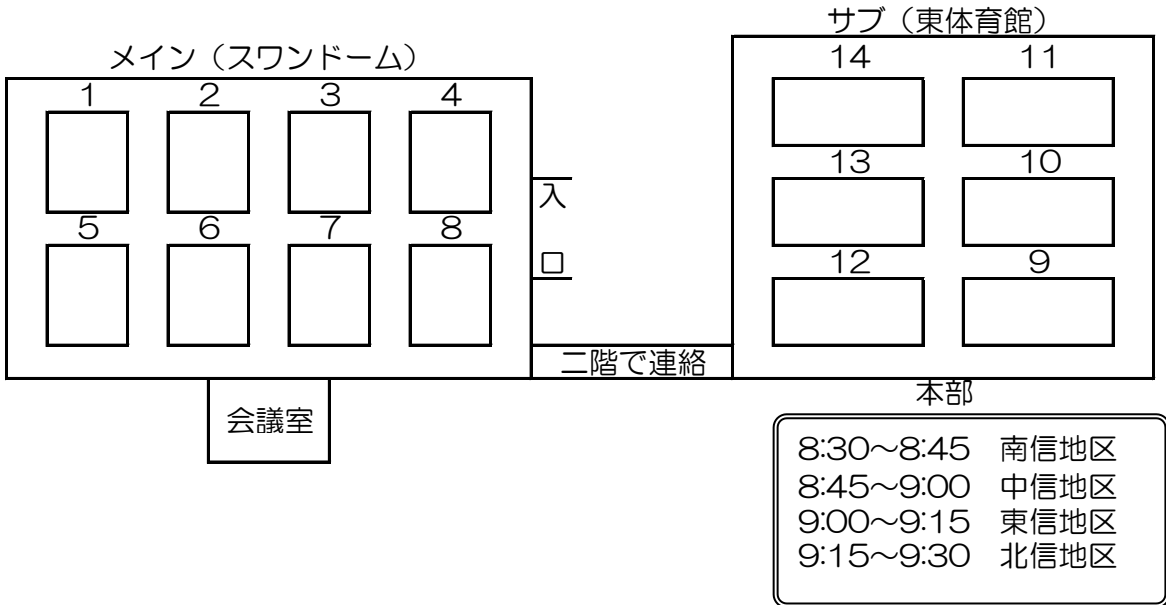 サブ（東体育館）
メイン（スワンドーム）
14 11
1 2 3 4
13 10
入
5 6 7 8
口
12 9
二階で連絡
本部
会議室
8:30～8:45 南信地区
8:45～9:00 中信地区
9:00～9:15 東信地区
9:15～9:30 北信地区